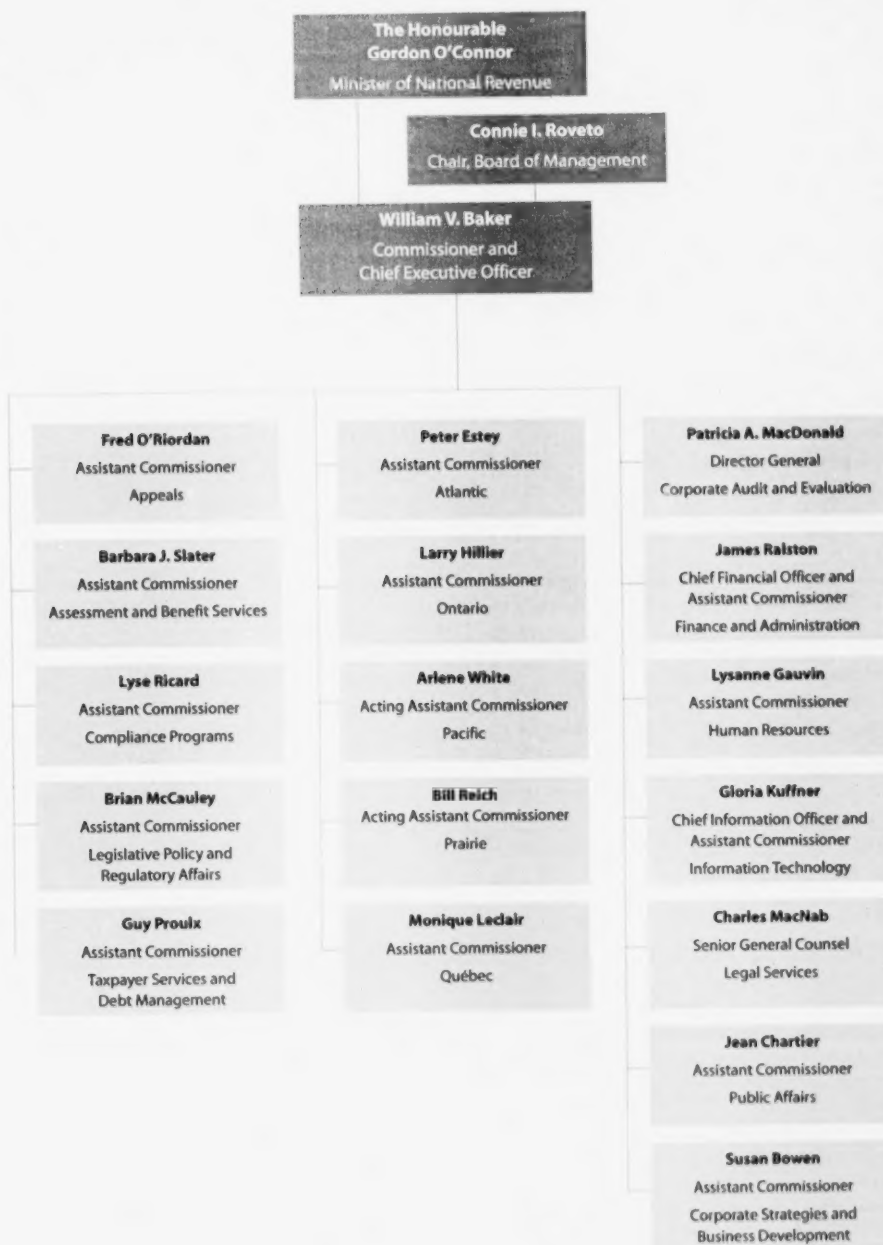 The Honourable
Gordon O'Connor
Minister of National Revenue
Connie I. Roveto
Chair, Board of Management
William V. Baker
Commissioner and
Chief Executive Officer
Fred O'Riordan
Assistant Commissioner
Appeals
Barbara J. Slater
Assistant Commissioner
Assessment and Benefit Services
Lyse Ricard
Assistant Commissioner
Compliance Programs
Brian McCauley
Assistant Commissioner
Legislative Policy and
Regulatory Affairs
Guy Proulx
Assistant Commissioner
Taxpayer Services and
Debt Management
Peter Estey
Assistant Commissioner
Atlantic
Larry Hillier
Assistant Commissioner
Ontario
Arlene White
Acting Assistant Commissioner
Pacific
Bill Reich
Acting Assistant Commissioner
Prairie
Monique Leclair
Assistant Commissioner
Québec
Patricia A. MacDonald
Director General
Corporate Audit and Evaluation
James Ralston
Chief Financial Officer and
Assistant Commissioner
Finance and Administration
Lysanne Gauvin
Assistant Commissioner
Human Resources
Gloria Kuffner
Chief Information Officer and
Assistant Commissioner
Information Technology
Charles MacNab
Senior General Counsel
Legal Services
Jean Chartier
Assistant Commissioner
Public Affairs
Susan Bowen
Assistant Commissioner
Corporate Strategies and
Business Development